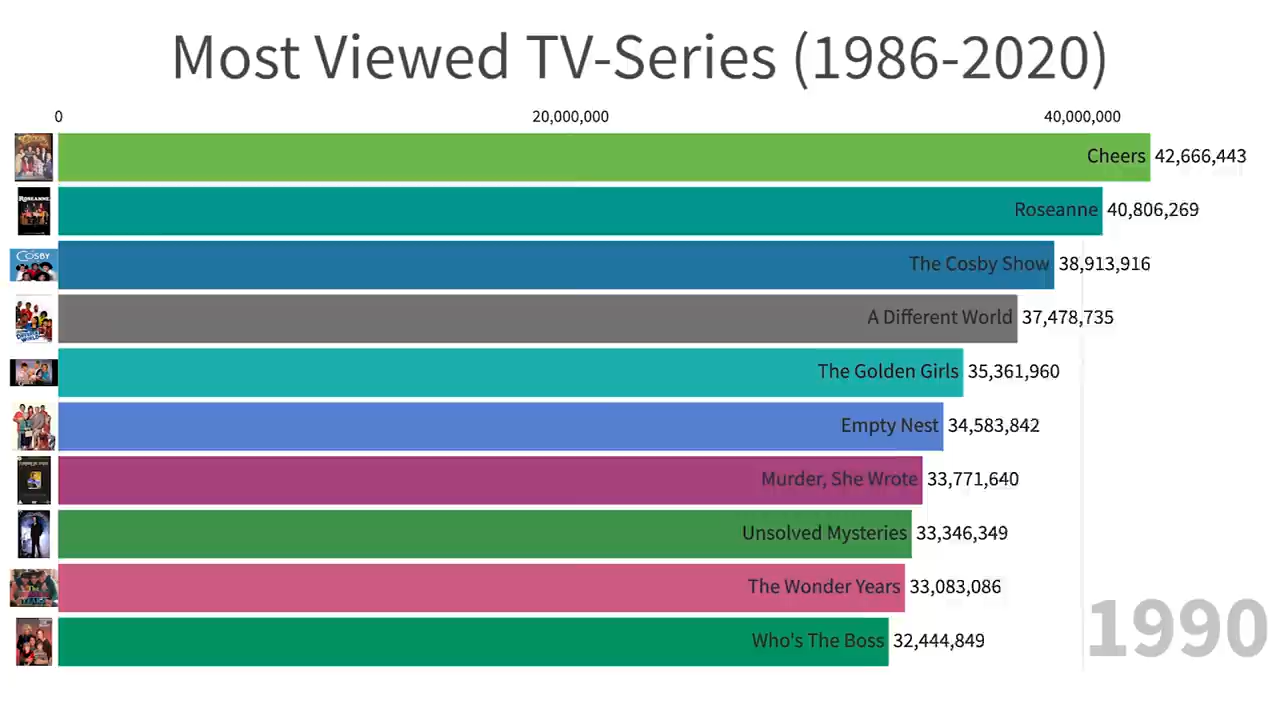 Most Viewed TV-Series (1986-2020)
0 20,000,000 40,000,000
Cheers 42,666,443
ROSEANNE Roseanne 40,806,269
COSBY The Cosby Show 38,913,916
A Different World 37,478,735
The Golden Girls 35,361,960
Empty Nest 34,583,842
Murder, She Wrote 33,771,640
Unsolved Mysteries 33,346,349
The Wonder Years 33,083,086
Who's The Boss 32,444,849
1990